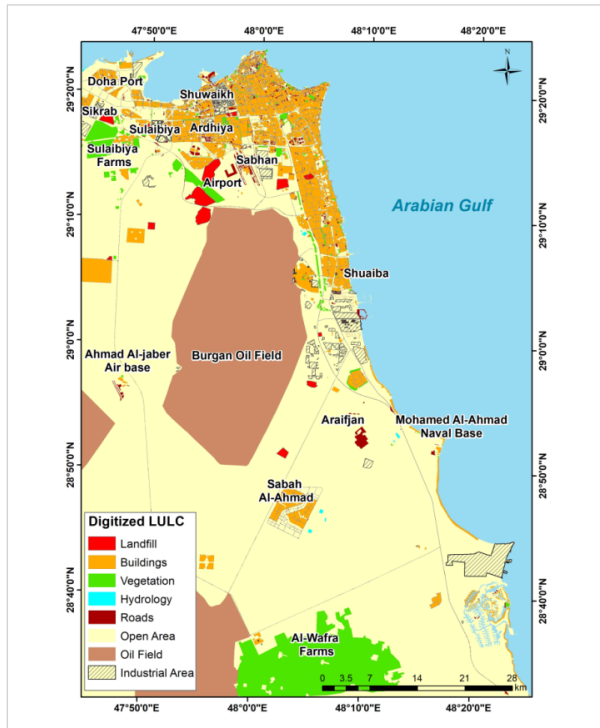 47°50'0"E
48°0'0"E
48°10'0"E
48°20'0"E
N
29°20'0"N
29°20'0"N
Doha Port
Shuwaikh
Sikrab
Sulaibiya
Ardhiya
Sulaibiya
Farms
Sabhan
Airport
Arabian Gulf
29°10'0"N
29°10'0"N
Shuaiba
29°0'0"N
29°0'0"N
Ahmad Al-jaber
Air base
Burgan Oil Field
Araifjan
Mohamed Al-Ahmad
Naval Base
28°50'0"N
28°50'0"N
Sabah
Al-Ahmad
Digitized LULC
Landfill
Buildings
Vegetation
Hydrology
Roads
Open Area
Oil Field
Industrial Area
28°40'0"N
28°40'0"N
Al-Wafra
Farms
0 2 3.5 7 14 21 28
km
47°50'0"E
48°0'0"E
48°10'0"E
48°20'0"E